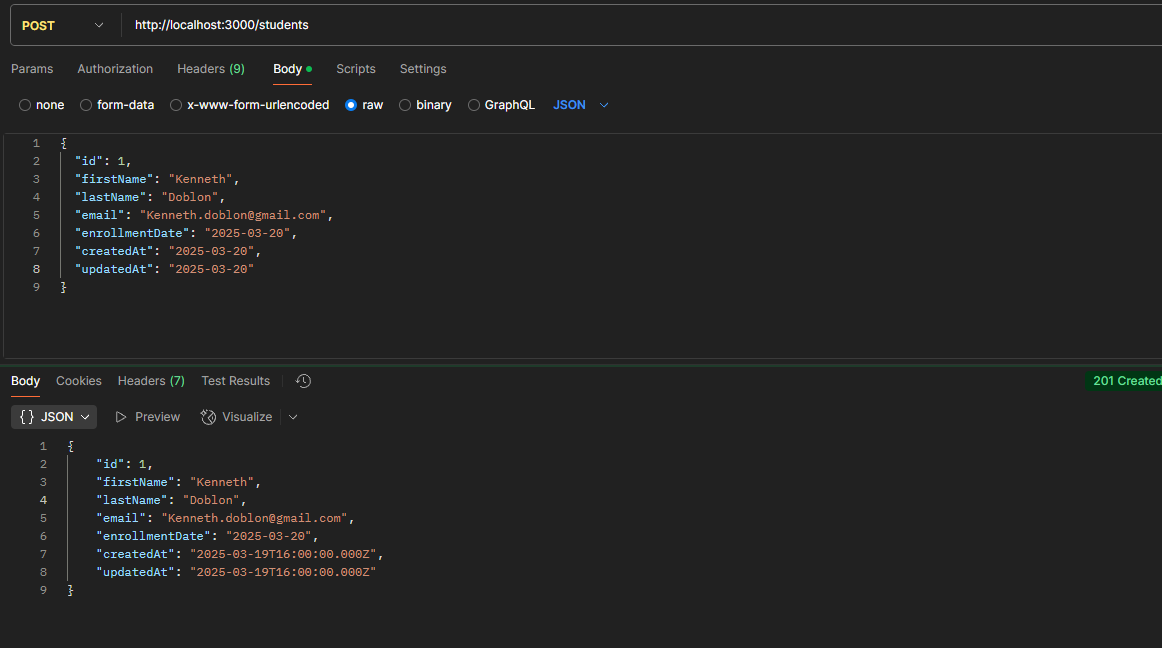 POST http://localhost:3000/students
Params Authorization Headers (9) Body Scripts Settings
none form-data x-www-form-urlencoded raw binary GraphQL JSON
1 {
2 "id": 1,
3 "firstName": "Kenneth",
4 "lastName": "Doblon",
5 "email": "Kenneth.doblon@gmail.com",
6 "enrollmentDate": "2025-03-20",
7 "createdAt": "2025-03-20",
8 "updatedAt": "2025-03-20"
9 }
Body Cookies Headers (7) Test Results 201 Created
{} JSON Preview Visualize
1 {
2 "id": 1,
3 "firstName": "Kenneth",
4 "lastName": "Doblon",
5 "email": "Kenneth.doblon@gmail.com",
6 "enrollmentDate": "2025-03-20",
7 "createdAt": "2025-03-19T16:00:00.000Z",
8 "updatedAt": "2025-03-19T16:00:00.000Z"
9 }